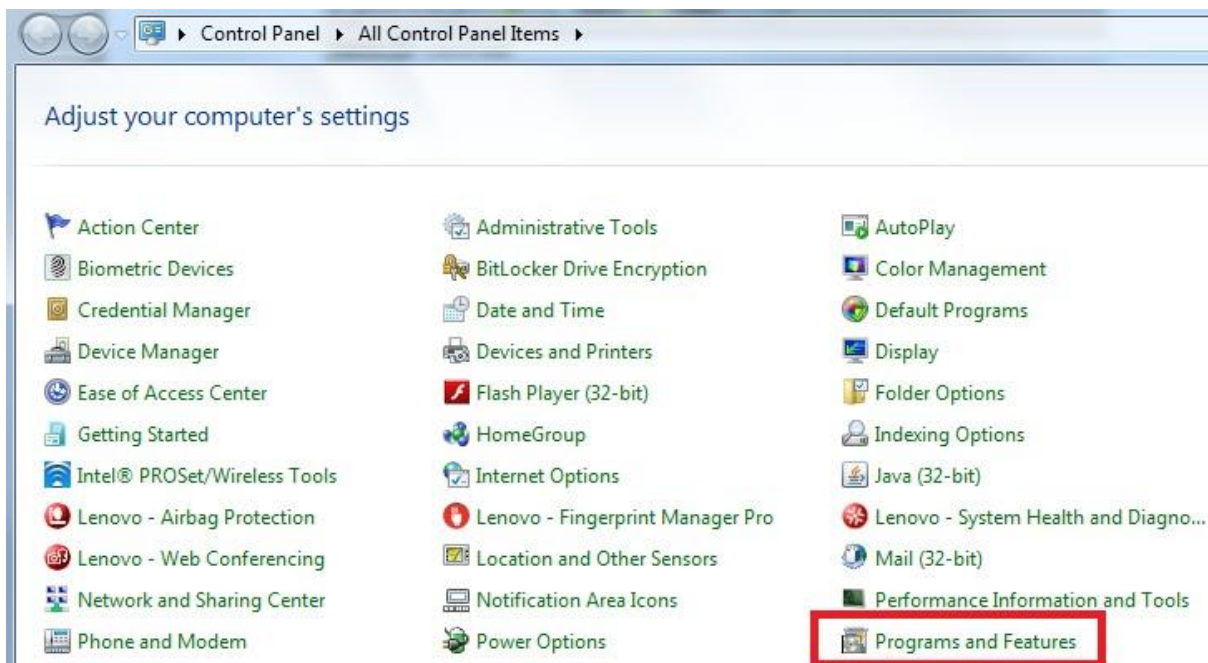 Control Panel ▸ All Control Panel Items ▸
Adjust your computer's settings
Action Center Administrative Tools AutoPlay
Biometric Devices BitLocker Drive Encryption Color Management
Credential Manager Date and Time Default Programs
Device Manager Devices and Printers Display
Ease of Access Center Flash Player (32-bit) Folder Options
Getting Started HomeGroup Indexing Options
Intel® PROSet/Wireless Tools Internet Options Java (32-bit)
Lenovo - Airbag Protection Lenovo - Fingerprint Manager Pro Lenovo - System Health and Diagno...
Lenovo - Web Conferencing Location and Other Sensors Mail (32-bit)
Network and Sharing Center Notification Area Icons Performance Information and Tools
Phone and Modem Power Options Programs and Features